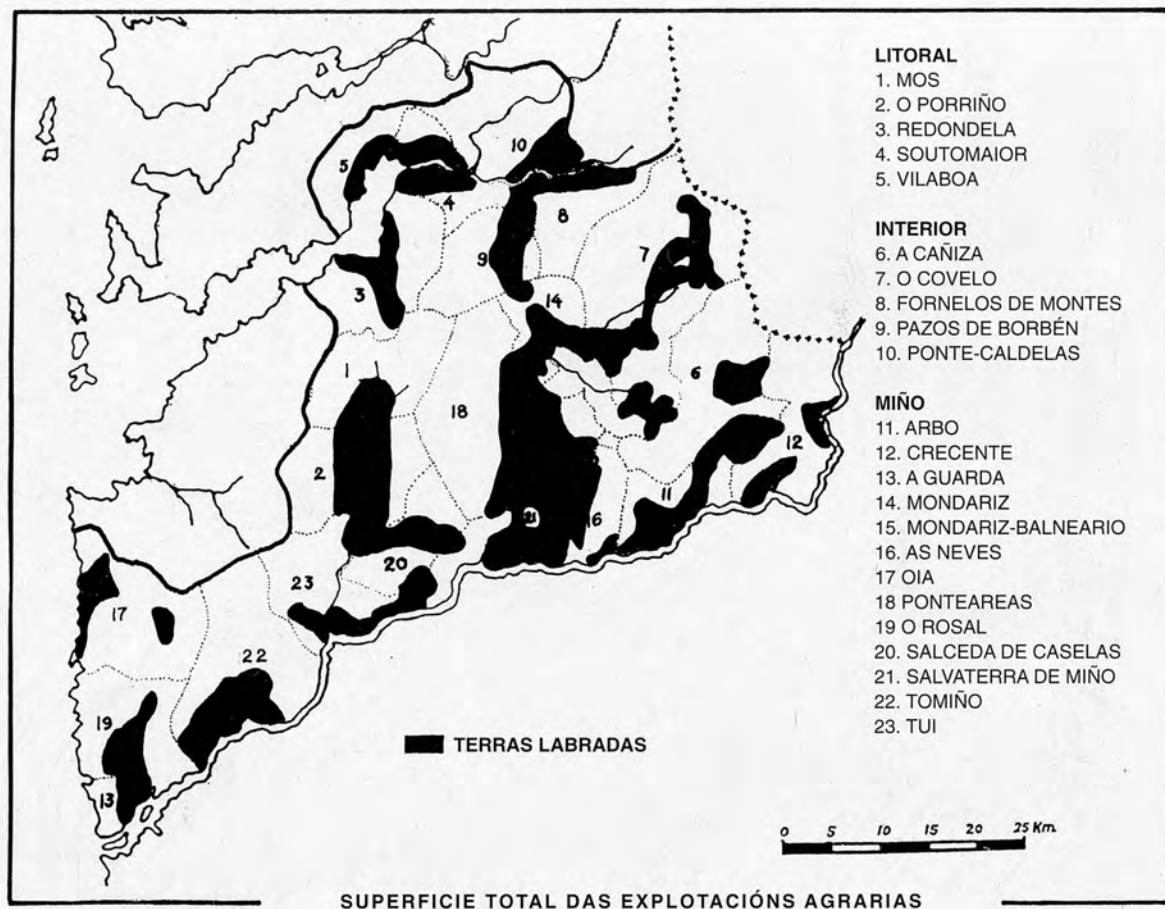 LITORAL
1. MOS
2. O PORRIÑO
3. REDONDELA
4. SOUTOMAIOR
5. VILABOA
INTERIOR
6. A CAÑIZA
7. O COVELO
8. FORNELOS DE MONTES
9. PAZOS DE BORBÉN
10. PONTE-CALDELAS
MIÑO
11. ARBO
12. CRECENTE
13. A GUARDA
14. MONDARIZ
15. MONDARIZ-BALNEARIO
16. AS NEVES
17 OIA
18 PONTEAREAS
19 O ROSAL
20. SALCEDA DE CASELAS
21. SALVATERRA DE MIÑO
22. TOMIÑO
23. TUI
10
5
4
8
9
7
3
14
1
6
18
12
2
11
21
16
20
23
17
22
19
13
TERRAS LABRADAS
0 5 10 15 20 25 Km.
SUPERFICIE TOTAL DAS EXPLOTACIÓNS AGRARIAS